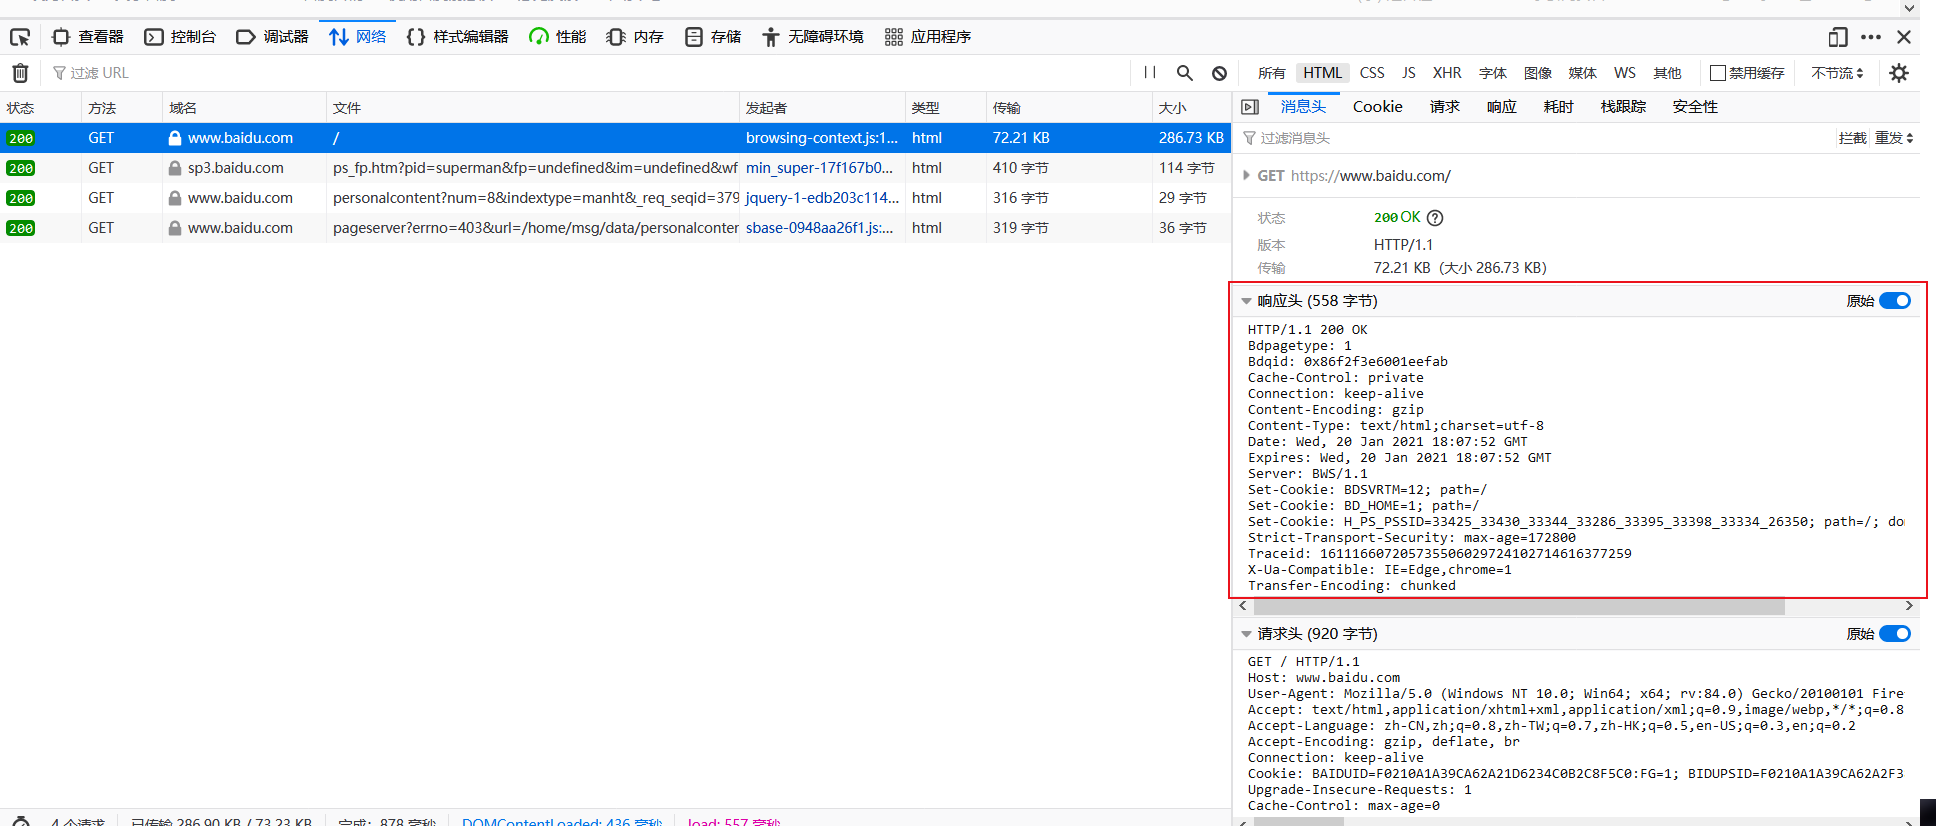 查看器 控制台 调试器 网络 样式编辑器 性能 内存 存储 无障碍环境 应用程序
过滤 URL 所有 HTML CSS JS XHR 字体 图像 媒体 WS 其他 禁用缓存 不节流
状态 方法 域名 文件 发起者 类型 传输 大小
200 GET www.baidu.com / browsing-context.js:1... html 72.21 KB 286.73 KB
200 GET sp3.baidu.com ps_fp.htm?pid=superman&fp=undefined&im=undefined&wf min_super-17f167b0... html 410 字节 114 字节
200 GET www.baidu.com personalcontent?num=8&indextype=manht&_req_seqid=379 jquery-1-edb203c114... html 316 字节 29 字节
200 GET www.baidu.com pageserver?errno=403&url=/home/msg/data/personalconten sbase-0948aa26f1.js:... html 319 字节 36 字节
消息头 Cookie 请求 响应 耗时 栈跟踪 安全性
过滤消息头 拦截 重发
GET https://www.baidu.com/
状态 200 OK
版本 HTTP/1.1
传输 72.21 KB (大小 286.73 KB)
响应头 (558 字节) 原始
HTTP/1.1 200 OK
Bdpagetype: 1
Bdqid: 0x86f2f3e6001eefab
Cache-Control: private
Connection: keep-alive
Content-Encoding: gzip
Content-Type: text/html;charset=utf-8
Date: Wed, 20 Jan 2021 18:07:52 GMT
Expires: Wed, 20 Jan 2021 18:07:52 GMT
Server: BWS/1.1
Set-Cookie: BDSVRTM=12; path=/
Set-Cookie: BD_HOME=1; path=/
Set-Cookie: H_PS_PSSID=33425_33430_33344_33286_33395_33398_33334_26350; path=/; do
Strict-Transport-Security: max-age=172800
Traceid: 1611166072057355060297241027146163​77259
X-Ua-Compatible: IE=Edge,chrome=1
Transfer-Encoding: chunked
请求头 (920 字节) 原始
GET / HTTP/1.1
Host: www.baidu.com
User-Agent: Mozilla/5.0 (Windows NT 10.0; Win64; x64; rv:84.0) Gecko/20100101 Fire
Accept: text/html,application/xhtml+xml,application/xml;q=0.9,image/webp,*/*;q=0.8
Accept-Language: zh-CN,zh;q=0.8,zh-TW;q=0.7,zh-HK;q=0.5,en-US;q=0.3,en;q=0.2
Accept-Encoding: gzip, deflate, br
Connection: keep-alive
Cookie: BAIDUID=F0210A1A39CA62A21D6234C0B2C8F5C0:FG=1; BIDUPSID=F0210A1A39CA62A2F3
Upgrade-Insecure-Requests: 1
Cache-Control: max-age=0
4 个请求 已传输 286.90 KB / 73.23 KB 完成: 878 毫秒 DOMContentLoaded: 436 毫秒 load: 557 毫秒